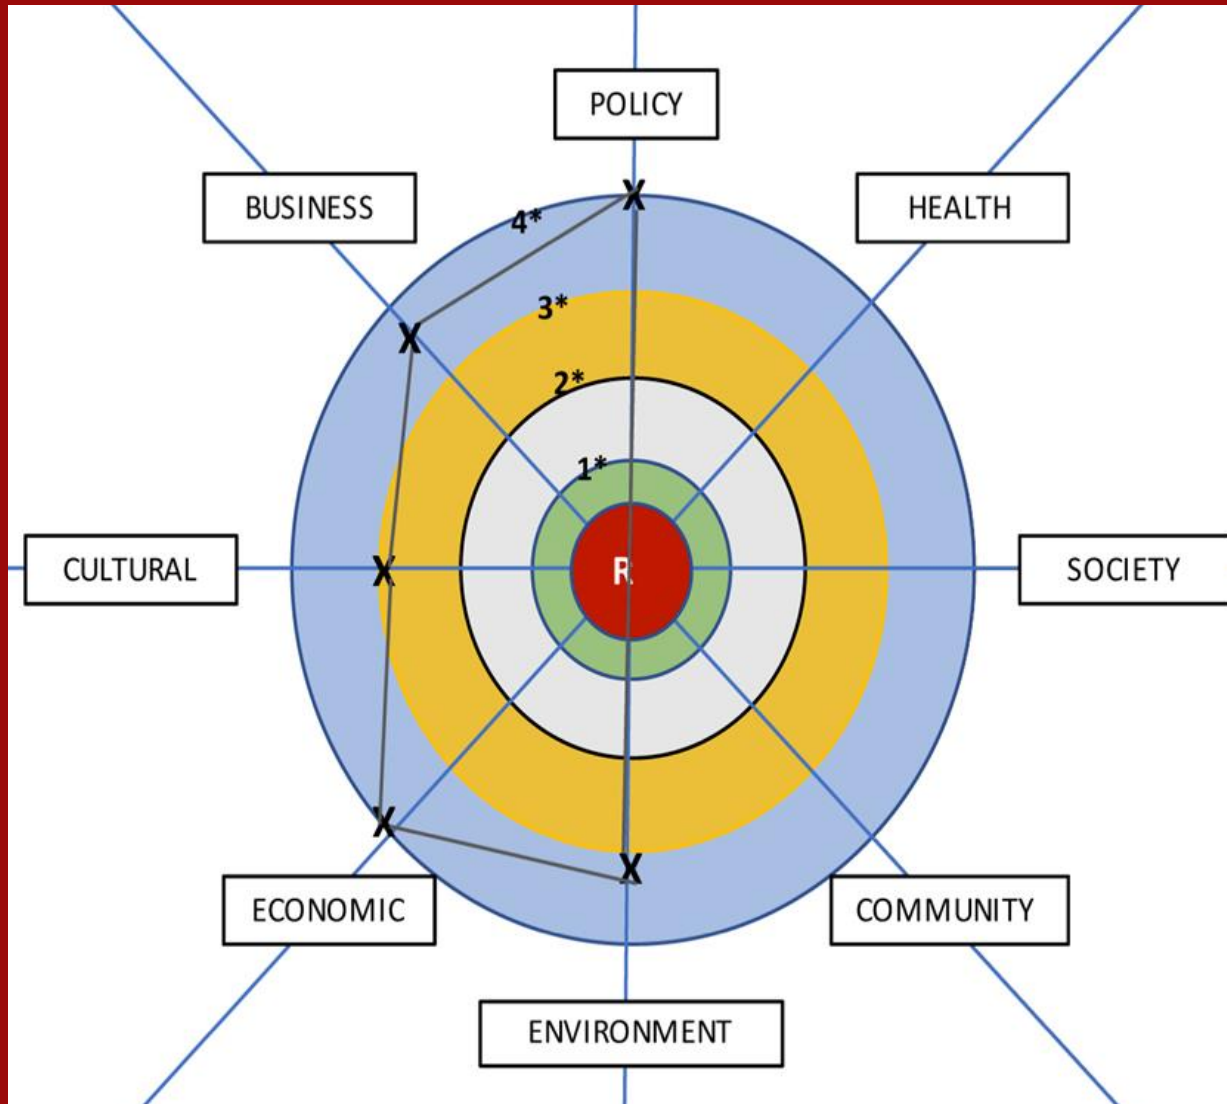 POLICY
BUSINESS
HEALTH
X
4*
3*
X
2*
1*
CULTURAL
X
R
SOCIETY
X
X
ECONOMIC
COMMUNITY
ENVIRONMENT